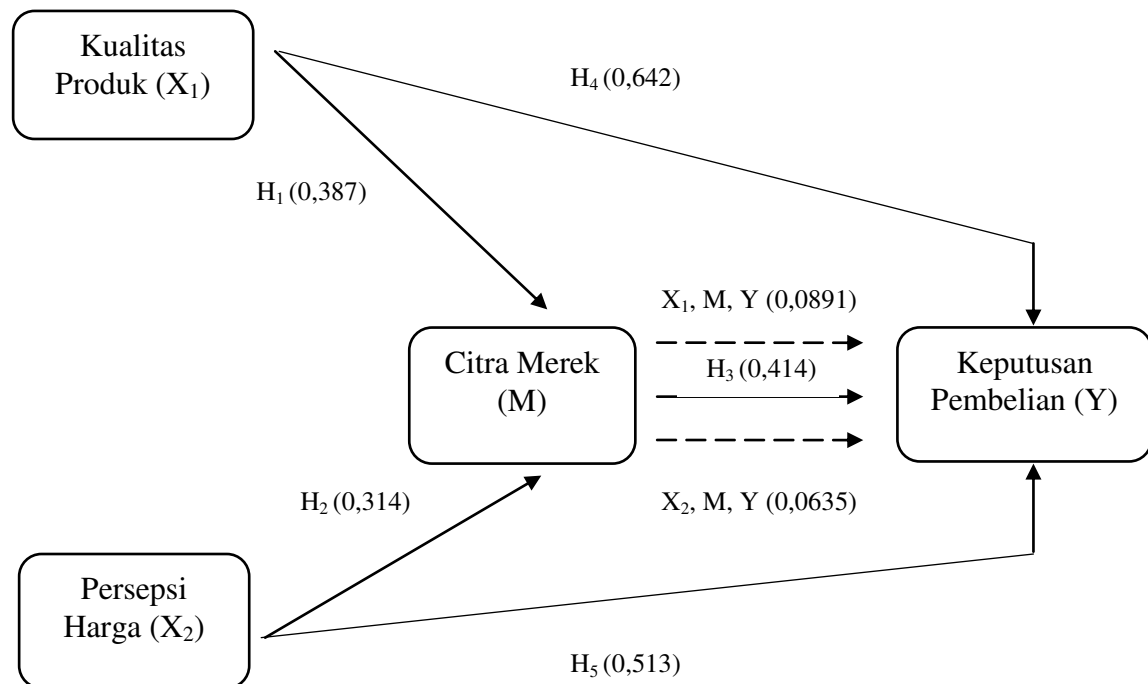 Kualitas
Produk (X₁)
H₄ (0,642)
H₁ (0,387)
X₁, M, Y (0,0891)
Citra Merek
(M)
H₃ (0,414)
Keputusan
Pembelian (Y)
H₂ (0,314)
X₂, M, Y (0,0635)
Persepsi
Harga (X₂)
H₅ (0,513)